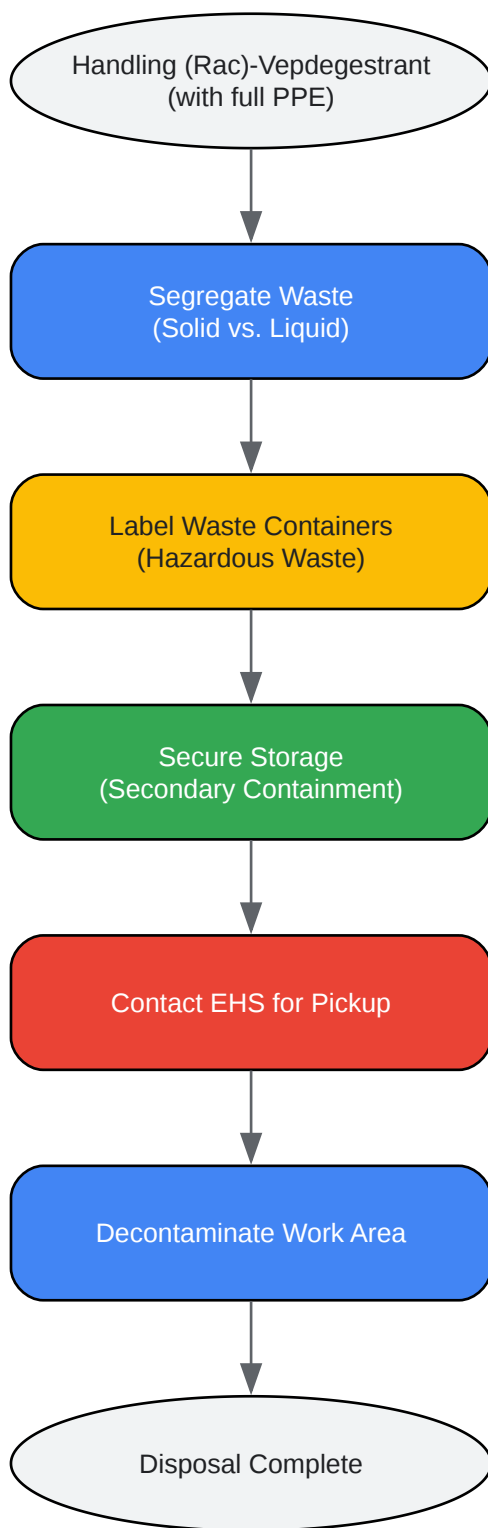 Handling (Rac)-Vepdegestrant
(with full PPE)
Segregate Waste
(Solid vs. Liquid)
Label Waste Containers
(Hazardous Waste)
Secure Storage
(Secondary Containment)
Contact EHS for Pickup
Decontaminate Work Area
Disposal Complete